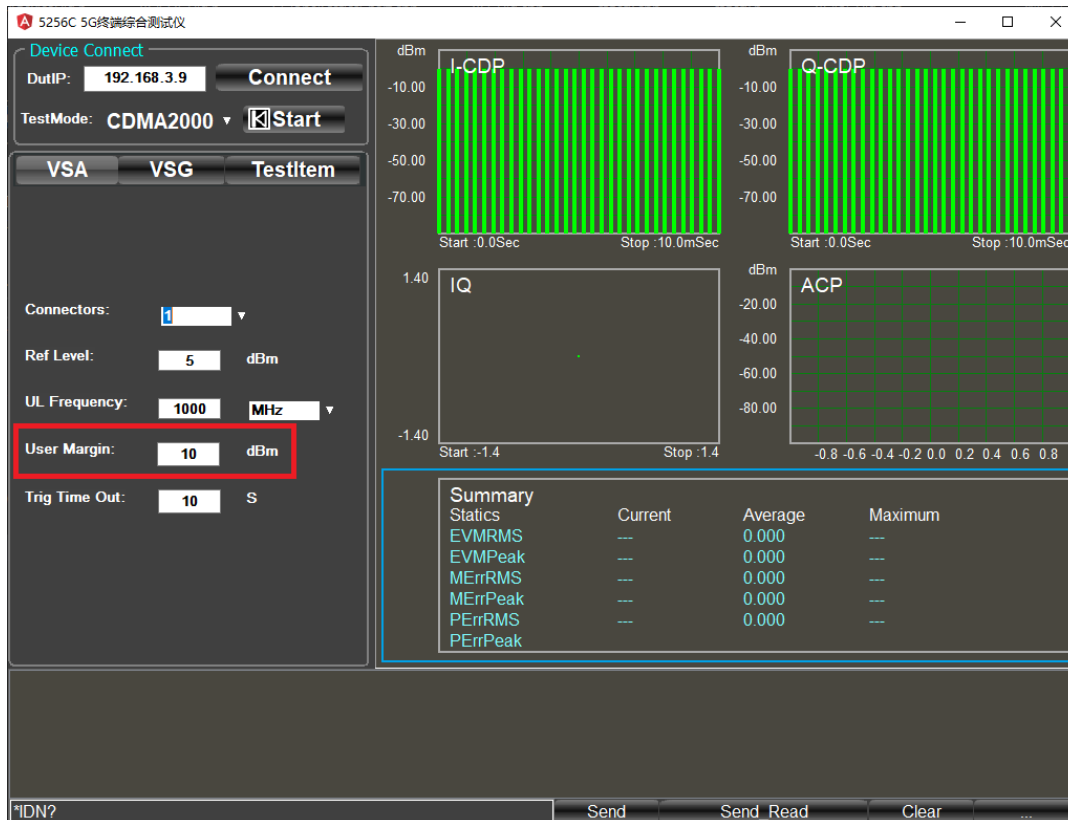 5256C 5G终端综合测试仪
Device Connect
DutIP: 192.168.3.9 Connect
TestMode: CDMA2000 Start
VSA VSG TestItem
Connectors: 1
Ref Level: 5 dBm
UL Frequency: 1000 MHz
User Margin: 10 dBm
Trig Time Out: 10 S
dBm
I-CDP
-10.00
-30.00
-50.00
-70.00
Start :0.0Sec Stop :10.0mSec
dBm
Q-CDP
-10.00
-30.00
-50.00
-70.00
Start :0.0Sec Stop :10.0mSec
1.40
IQ
-1.40
Start :-1.4 Stop :1.4
dBm
ACP
-20.00
-40.00
-60.00
-80.00
-0.8 -0.6 -0.4 -0.2 0.0 0.2 0.4 0.6 0.8
Summary
Statics Current Average Maximum
EVMRMS --- 0.000 ---
EVMPeak --- 0.000 ---
MErrRMS --- 0.000 ---
MErrPeak --- 0.000 ---
PErrRMS --- 0.000 ---
PErrPeak
*IDN? Send Send_Read Clear ...